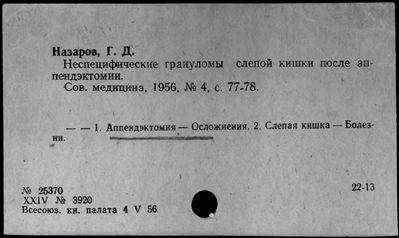 Назаров, Г. Д.
Неспецифические грануломы слепой кишки после ап-
пендэктомии.
Сов. медицина, 1956, № 4, с. 77-78.
— — 1. Аппендэктомия — Осложнения. 2. Слепая кишка — Болез-
ни.
22-13
№ 25370
XXIV № 3920
Всесоюз. кн. палата 4 V 56